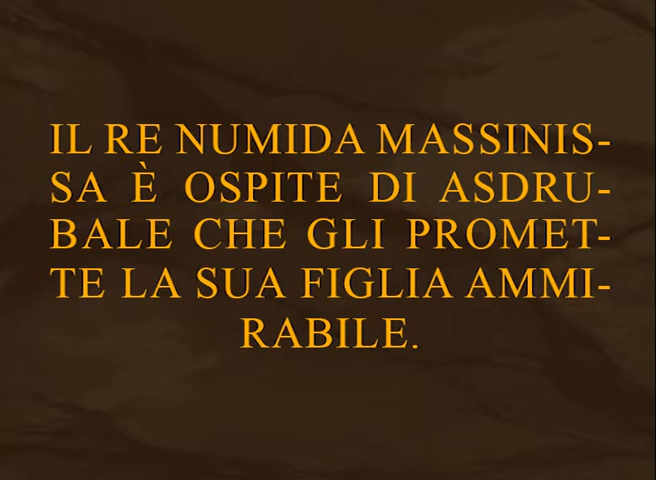 IL RE NUMIDA MASSINIS-
SA È OSPITE DI ASDRU-
BALE CHE GLI PROMET-
TE LA SUA FIGLIA AMMI-
RABILE.